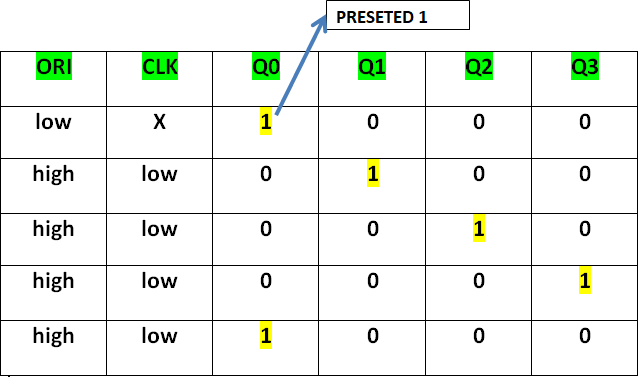 PRESETED 1
ORI CLK Q0 Q1 Q2 Q3
low X 1 0 0 0
high low 0 1 0 0
high low 0 0 1 0
high low 0 0 0 1
high low 1 0 0 0